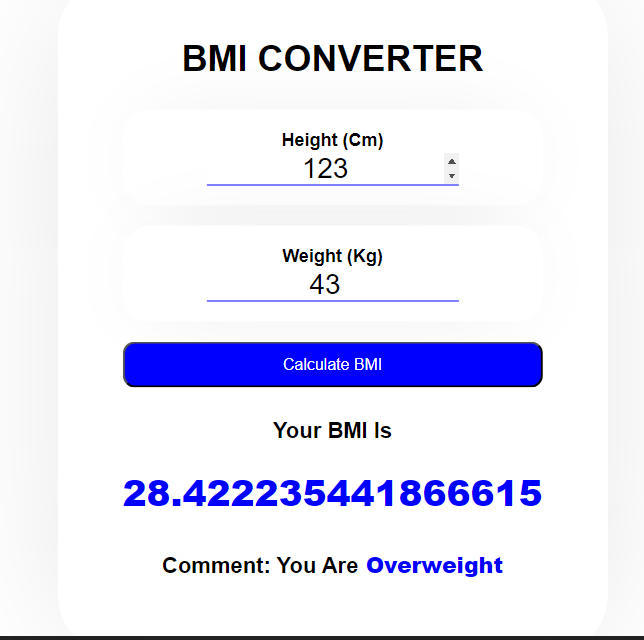 BMI CONVERTER
Height (Cm)
123
Weight (Kg)
43
Calculate BMI
Your BMI Is
28.422235441866615
Comment: You Are Overweight